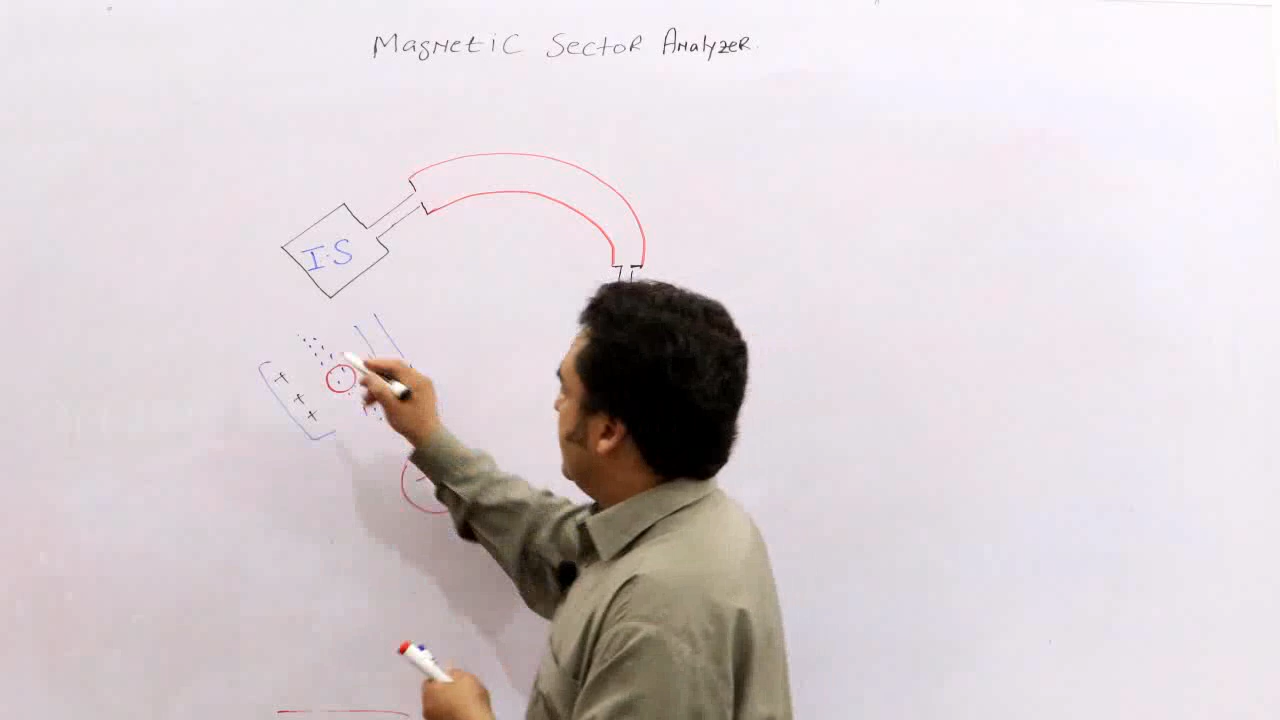 Magnetic Sector Analyzer.
I.S
+
+
+